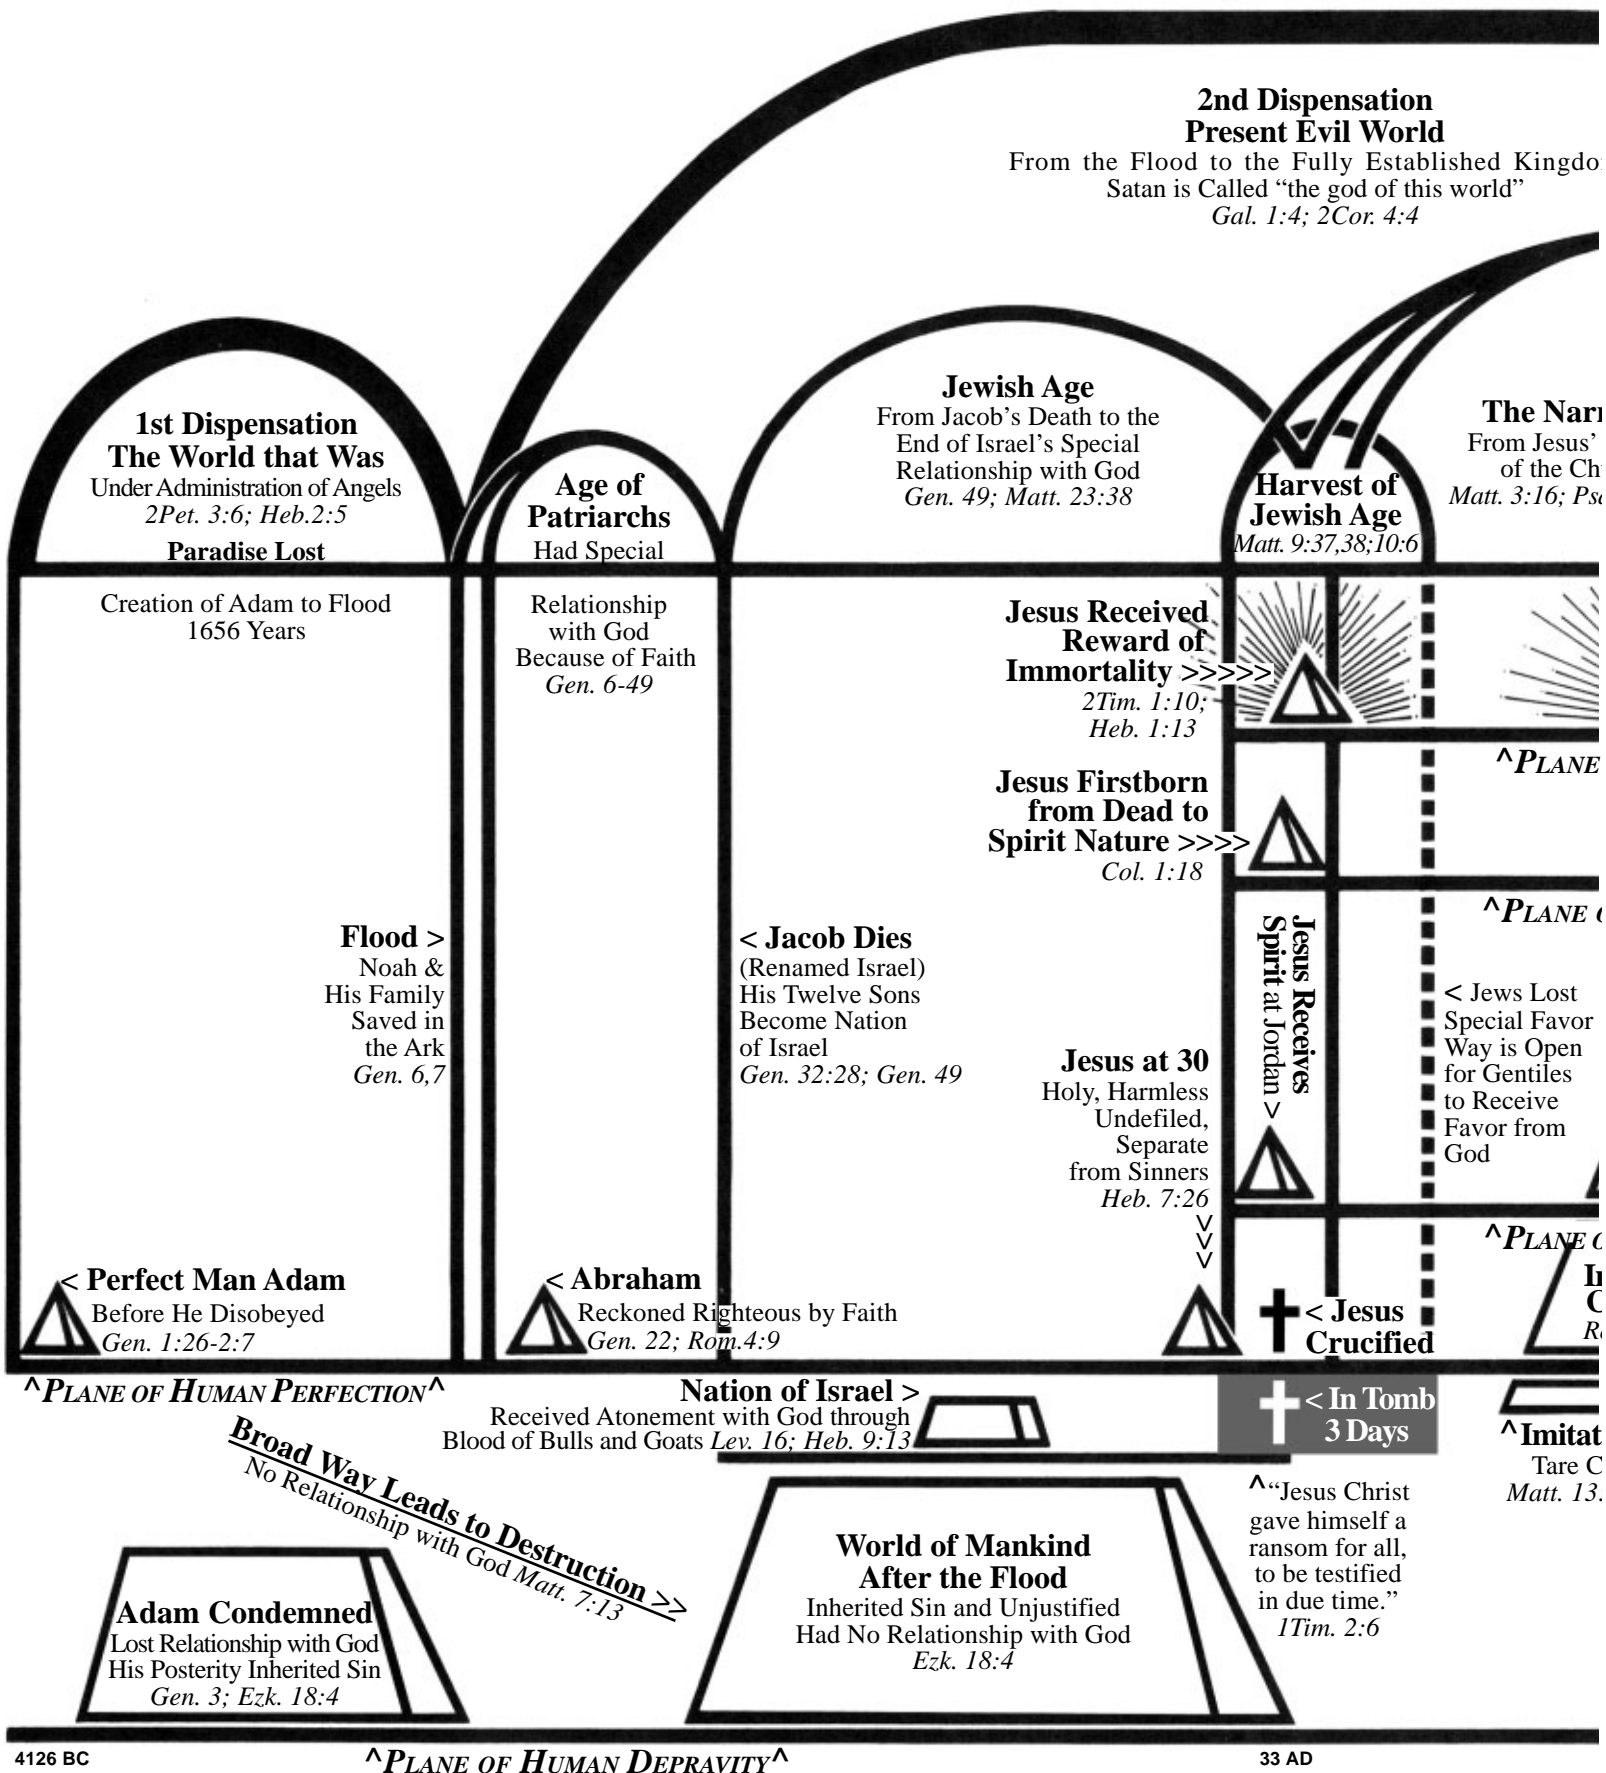 2nd Dispensation
Present Evil World
From the Flood to the Fully Established
Satan is Called “the god of this world”
Gal. 1:4; 2Cor. 4:4
1st Dispensation
The World that Was
Under Administration of Angels
2Pet. 3:6; Heb.2:5
Paradise Lost
Creation of Adam to Flood
1656 Years
Age of
Patriarchs
Had Special
Relationship
with God
Because of Faith
Gen. 6-49
Jewish Age
From Jacob’s Death to the
End of Israel’s Special
Relationship with God
Gen. 49; Matt. 23:38
Harvest of
Jewish Age
Matt. 9:37,38;10:6
The
From Jesus’
of the
Matt. 3:16;
Jesus Received
Reward of
Immortality >>>>>
2Tim. 1:10;
Heb. 1:13
^PLANE
Jesus Firstborn
from Dead to
Spirit Nature >>>>
Col. 1:18
^PLANE
Flood >
Noah &
His Family
Saved in
the Ark
Gen. 6,7
< Jacob Dies
(Renamed Israel)
His Twelve Sons
Become Nation
of Israel
Gen. 32:28; Gen. 49
Jesus Receives
Spirit at Jordan >
< Jews Lost
Special Favor
Way is Open
for Gentiles
to Receive
Favor from
God
Jesus at 30
Holy, Harmless
Undefiled,
Separate
from Sinners
Heb. 7:26
>>>
^PLANE
< Perfect Man Adam
Before He Disobeyed
Gen. 1:26-2:7
< Abraham
Reckoned Righteous by Faith
Gen. 22; Rom.4:9
< Jesus
Crucified
^PLANE OF HUMAN PERFECTION^
Nation of Israel >
Received Atonement with God through
Blood of Bulls and Goats Lev. 16; Heb. 9:13
< In Tomb
3 Days
^
Tare
Matt. 13
Broad Way Leads to Destruction >>
No Relationship with God Matt. 7:13
^“Jesus Christ
gave himself a
ransom for all,
to be testified
in due time.”
1Tim. 2:6
World of Mankind
After the Flood
Inherited Sin and Unjustified
Had No Relationship with God
Ezk. 18:4
Adam Condemned
Lost Relationship with God
His Posterity Inherited Sin
Gen. 3; Ezk. 18:4
4126 BC
^PLANE OF HUMAN DEPRAVITY^
33 AD